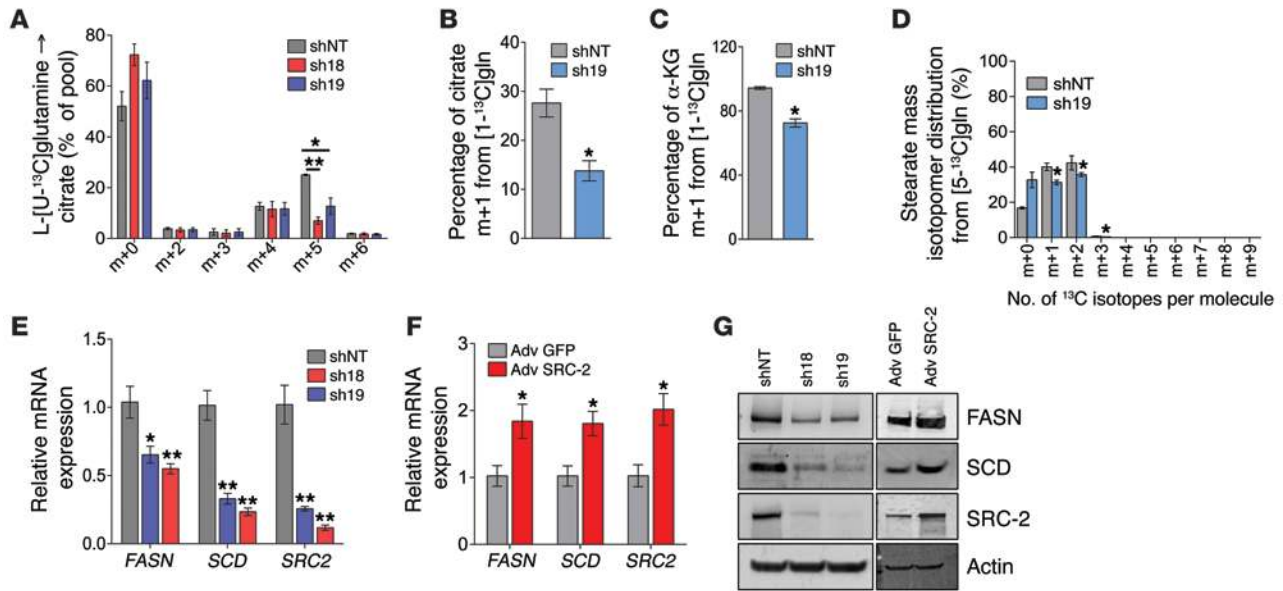 A
L-[U-¹³C]glutamine →
citrate (% of pool)
80
60
40
20
0
shNT
sh18
sh19
*
**
m+0
m+2
m+3
m+4
m+5
m+6
B
Percentage of citrate
m+1 from [1-¹³C]gln
40
30
20
10
0
shNT
sh19
*
C
Percentage of α-KG
m+1 from [1-¹³C]gln
120
90
60
30
0
shNT
sh19
*
D
Stearate mass
isotopomer distribution
from [5-¹³C]gln (%)
100
80
60
40
20
0
shNT
sh19
*
*
*
m+0
m+1
m+2
m+3
m+4
m+5
m+6
m+7
m+8
m+9
No. of ¹³C isotopes per molecule
E
Relative mRNA
expression
1.5
1.0
0.5
0.0
shNT
sh18
sh19
*
**
**
**
**
**
FASN
SCD
SRC2
F
Relative mRNA
expression
3
2
1
0
Adv GFP
Adv SRC-2
*
*
*
FASN
SCD
SRC2
G
shNT
sh18
sh19
Adv GFP
Adv SRC-2
FASN
SCD
SRC-2
Actin